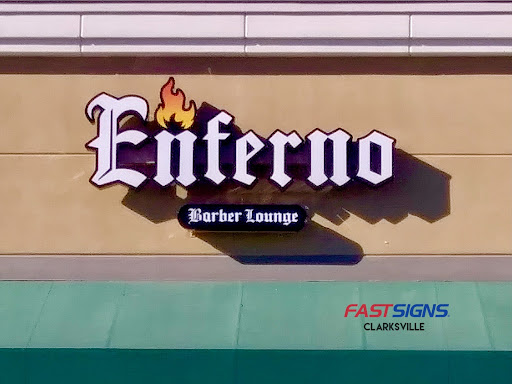 Enferno
Barber Lounge
FASTSIGNS
CLARKSVILLE